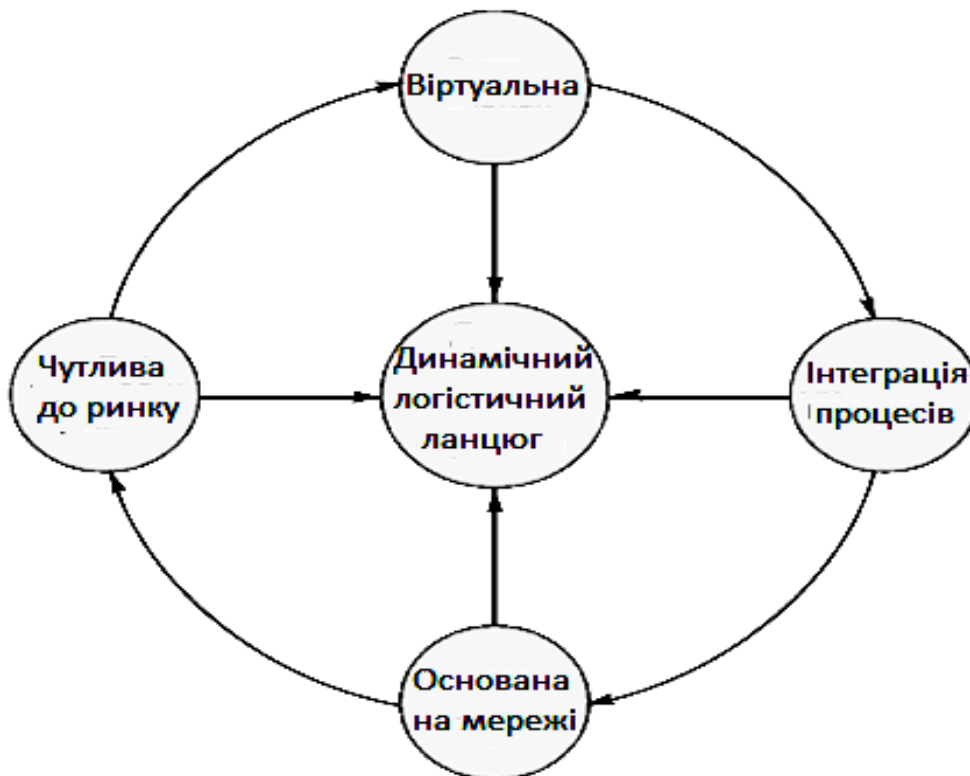 Віртуальна
Чутлива
до ринку
Динамічний
логістичний
ланцюг
Інтеграція
процесів
Основана
на мережі